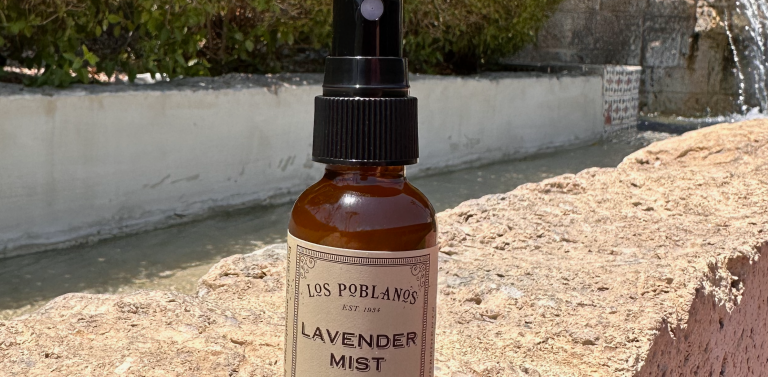 LOS POBLANOS
EST. 1934
LAVENDER
MIST